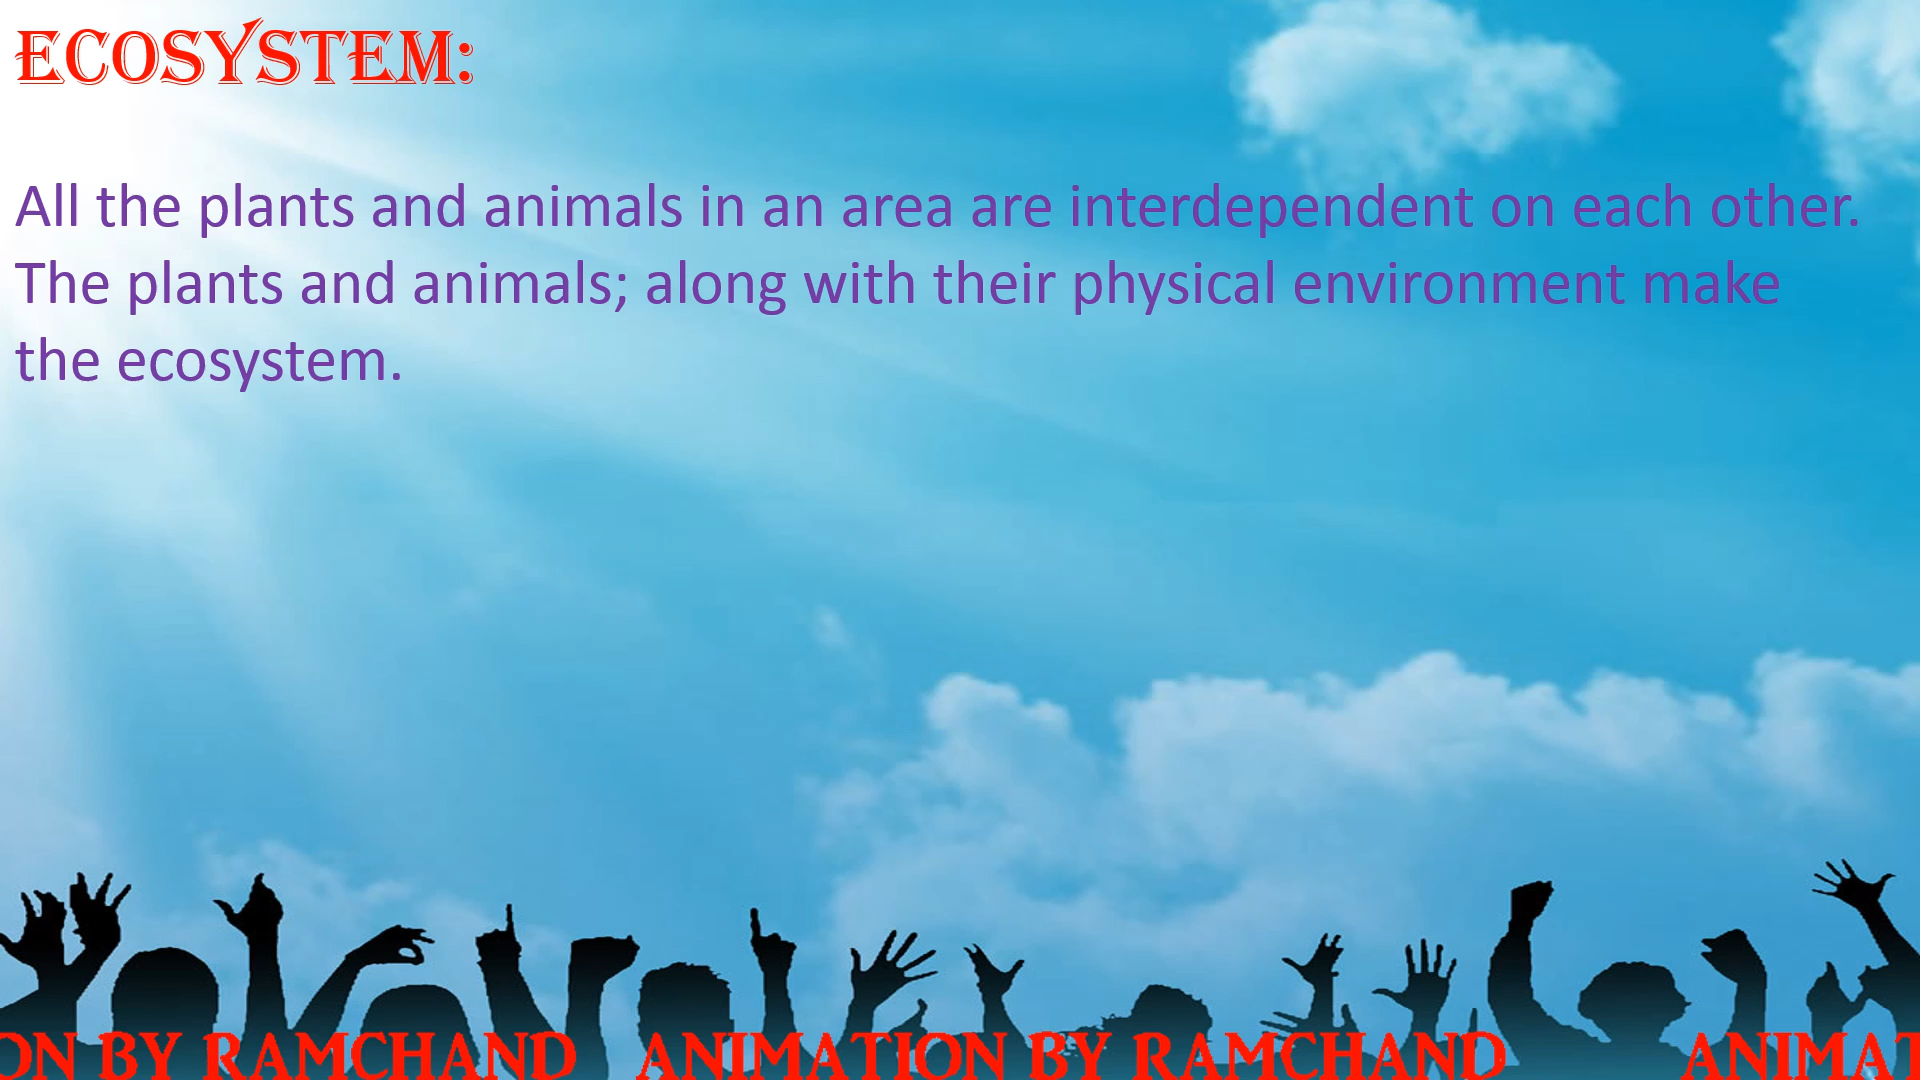 ECOSYSTEM:
All the plants and animals in an area are interdependent on each other.
The plants and animals; along with their physical environment make
the ecosystem.
ON BY RAMCHAND ANIMATION BY RAMCHAND ANIMAT